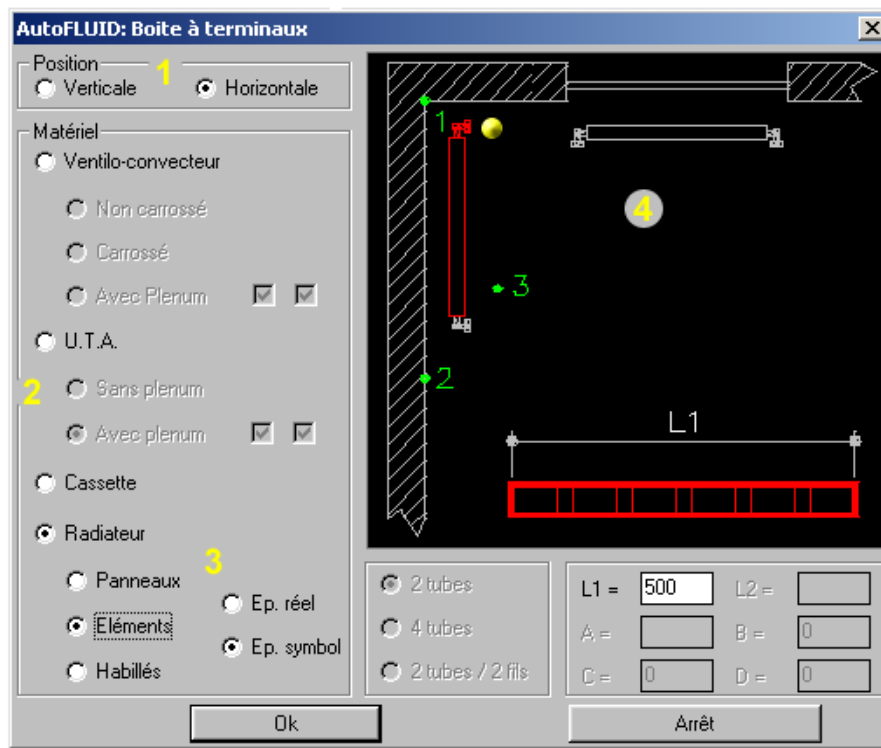 AutoFLUID: Boite à terminaux
Position
1
Verticale Horizontale
Matériel
Ventilo-convecteur
Non carrossé
Carrossé
Avec Plenum
U.T.A.
2
Sans plenum
Avec plenum
Cassette
Radiateur
3
Panneaux
Ep. réel
Eléments
Ep. symbol
Habillés
1
4
3
2
L1
2 tubes
4 tubes
2 tubes / 2 fils
L1 = 500 L2 =
A = B = 0
C = 0 D = 0
Ok Arrêt